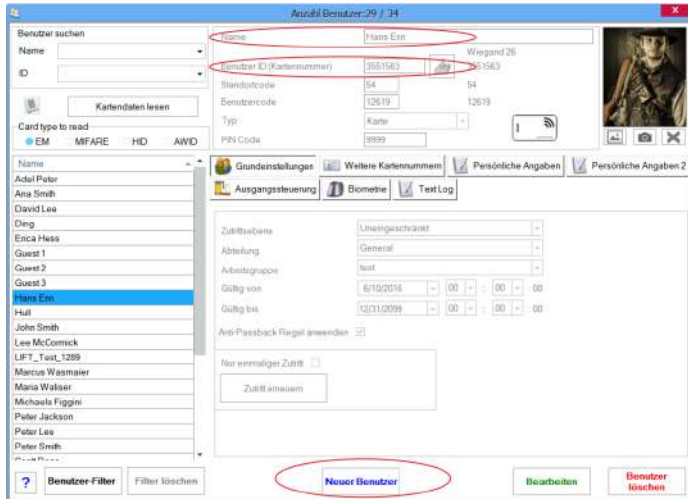 Anzahl Benutzer:29 / 34
X
Benutzer suchen
Name
ID
Kartendaten lesen
Card type to read
EM MIFARE HID AWID
Name Hans Enn
Wiegand 26
Benutzer ID (Kartennummer) 3551563 3551563
Standortcode 54 54
Benutzercode 12619 12619
Typ Karte
1
PIN Code 9999
Name
Adel Peter
Ana Smith
David Lee
Ding
Erica Hess
Guest 1
Guest 2
Guest 3
Hans Enn
Hull
John Smith
Lee McCormick
LIFT_Test_1289
Marcus Wasmaier
Maria Waliser
Michaela Figgini
Peter Jackson
Peter Lee
Peter Smith
Grundeinstellungen Weitere Kartennummern Persönliche Angaben Persönliche Angaben 2
Ausgangssteuerung Biometrie Text Log
Zutrittsebene Uneingeschränkt
Abteilung General
Arbeitsgruppe test
Gültig von 6/10/2016 00 : 00 : 00
Gültig bis 12/31/2099 00 : 00 : 00
Anti-Passback Regel anwenden
Nur einmaliger Zutritt
Zutritt erneuern
? Benutzer-Filter Filter löschen Neuer Benutzer Bearbeiten Benutzer
löschen